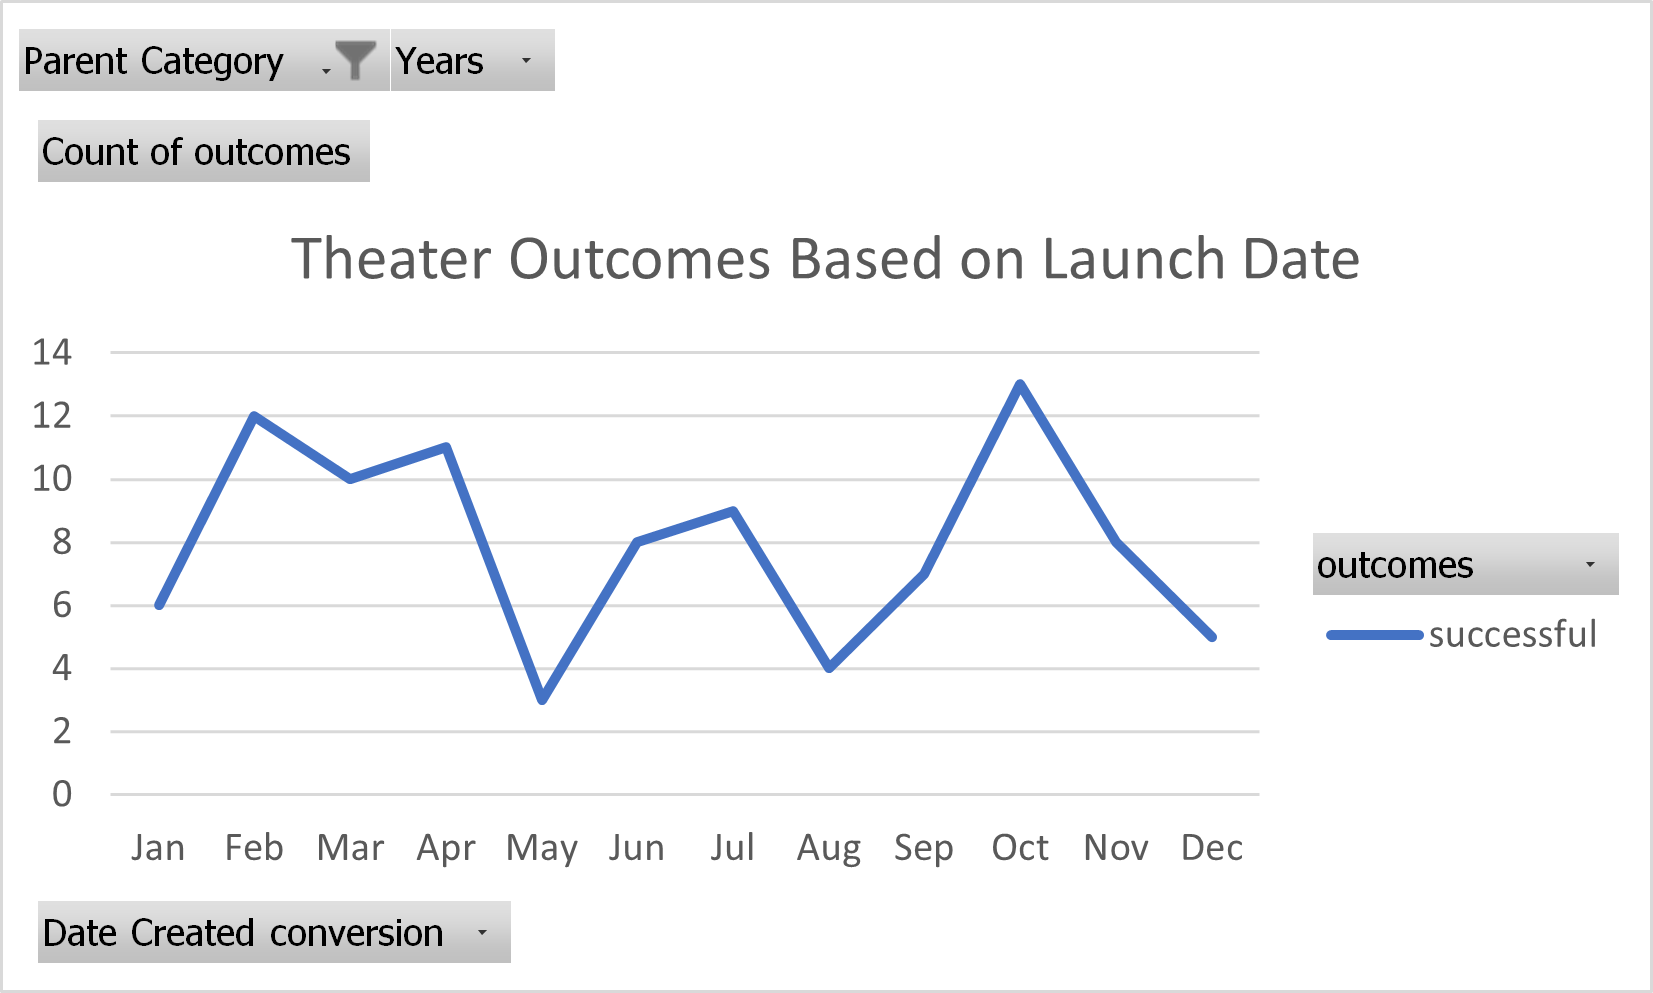 Parent Category Years
Count of outcomes
Theater Outcomes Based on Launch Date
14
12
10
8
6
4
2
0
Jan Feb Mar Apr May Jun Jul Aug Sep Oct Nov Dec
outcomes
successful
Date Created conversion